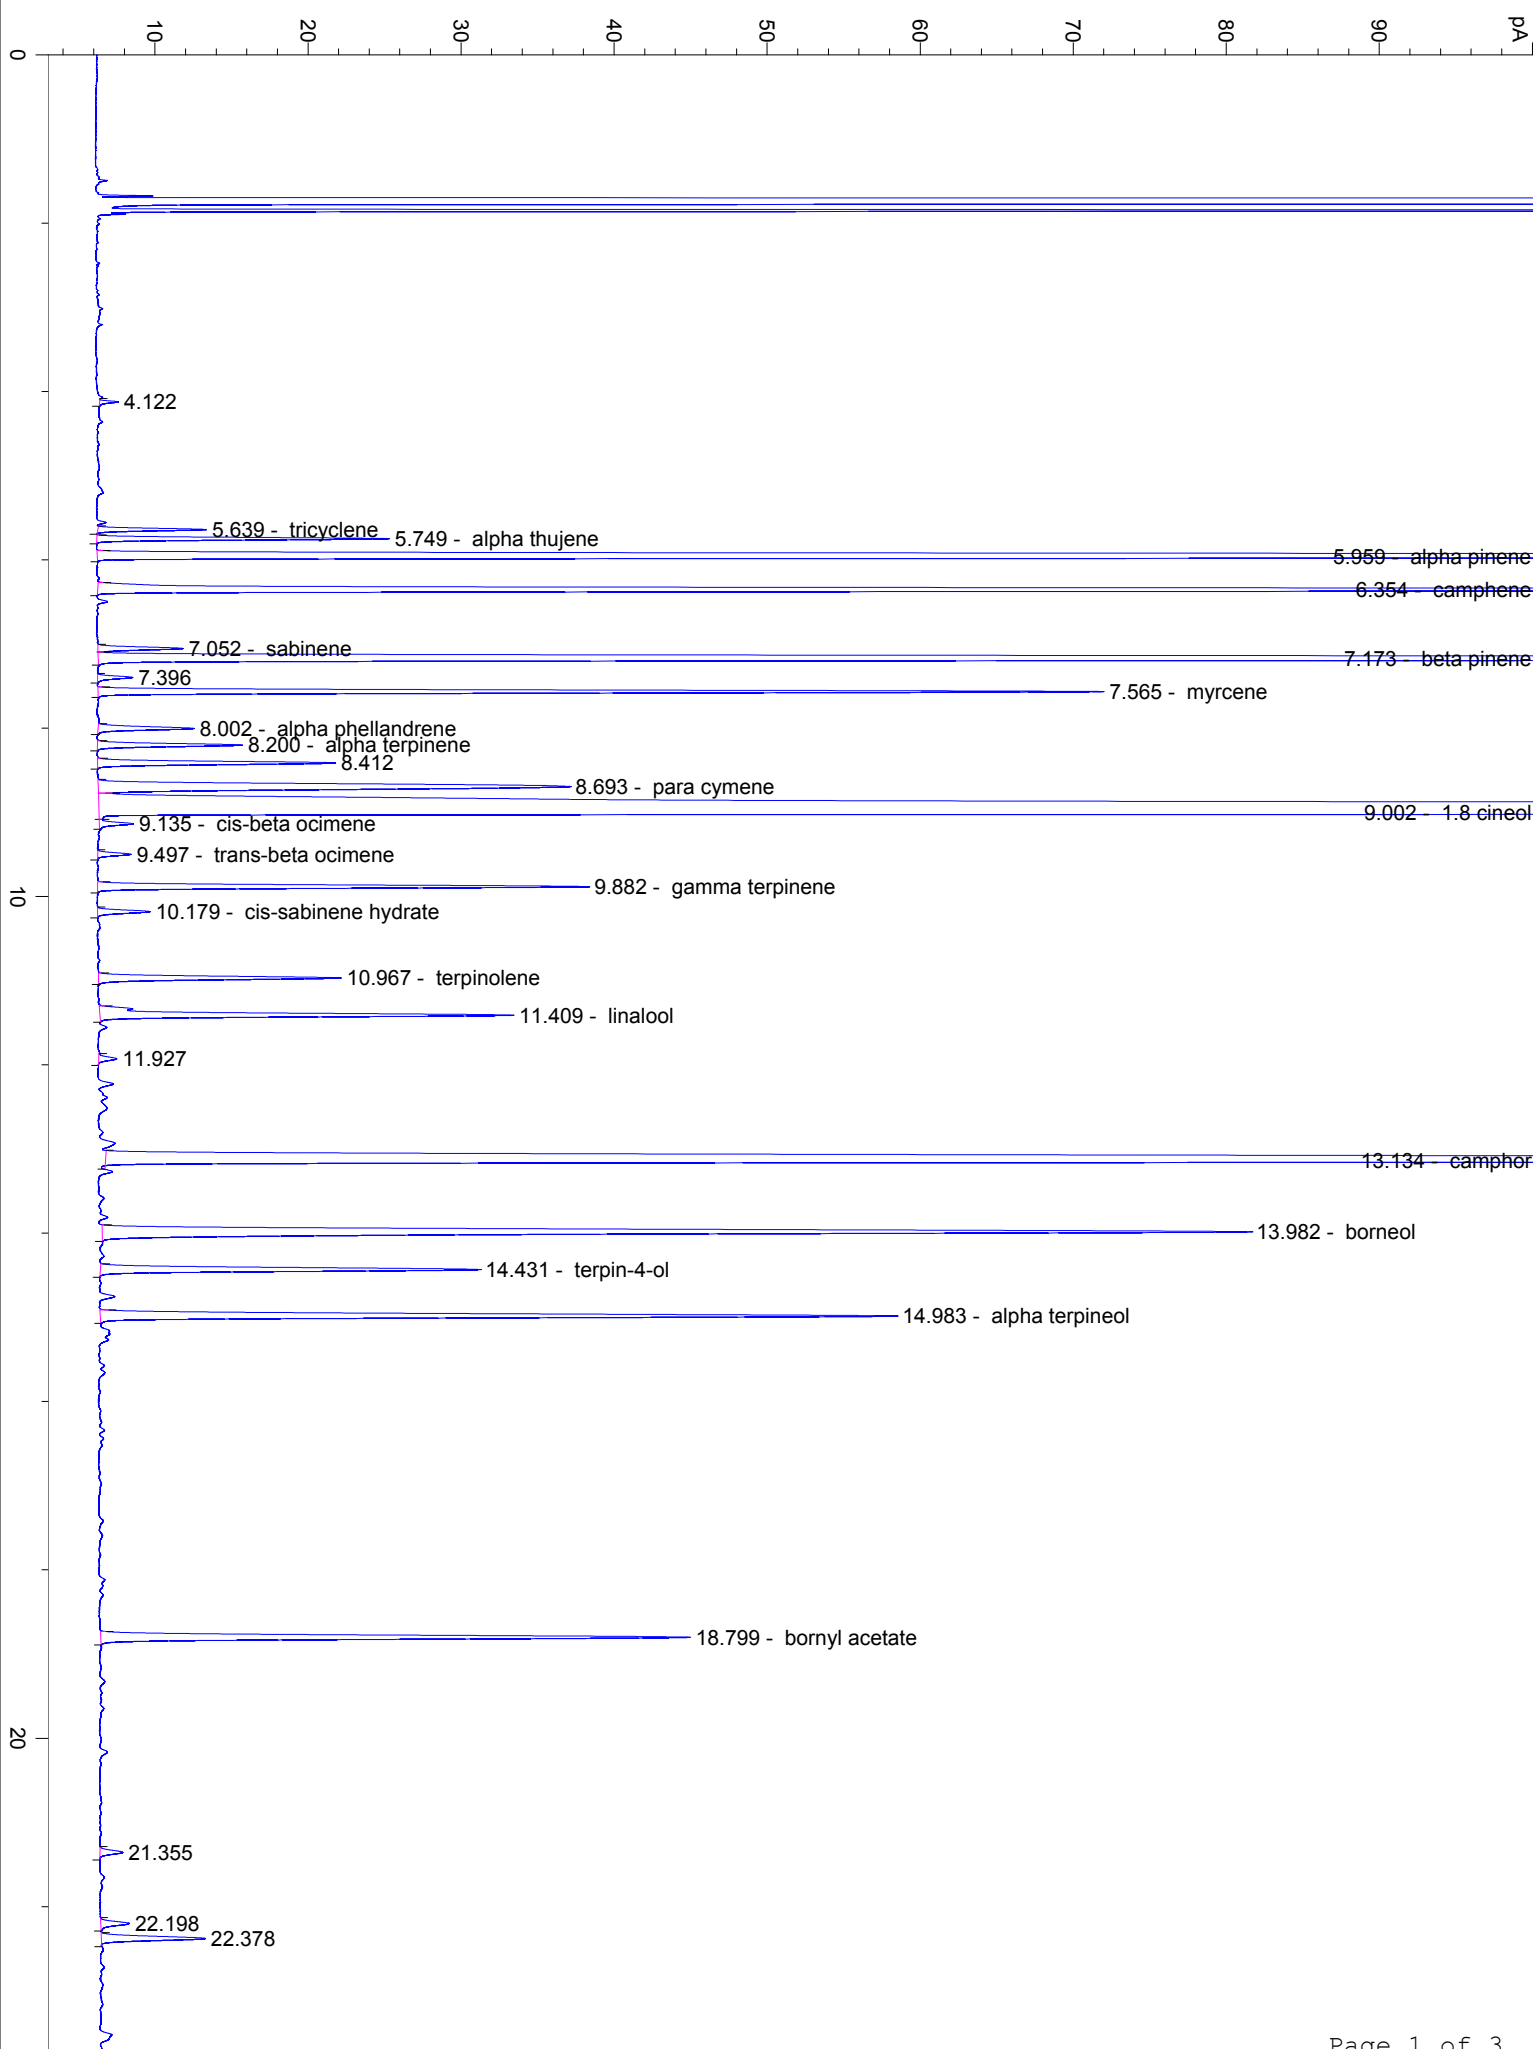 pA
10
20
30
40
50
60
70
80
90
0
4.122
5.639 - tricyclene
5.749 - alpha thujene
5.959 - alpha pinene
6.354 - camphene
7.052 - sabinene
7.173 - beta pinene
7.396
7.565 - myrcene
8.002 - alpha phellandrene
8.200 - alpha terpinene
8.412
8.693 - para cymene
9.002 - 1.8 cineol
9.135 - cis-beta ocimene
9.497 - trans-beta ocimene
9.882 - gamma terpinene
10
10.179 - cis-sabinene hydrate
10.967 - terpinolene
11.409 - linalool
11.927
13.134 - camphor
13.982 - borneol
14.431 - terpin-4-ol
14.983 - alpha terpineol
18.799 - bornyl acetate
20
21.355
22.198
22.378
Page 1 of 3